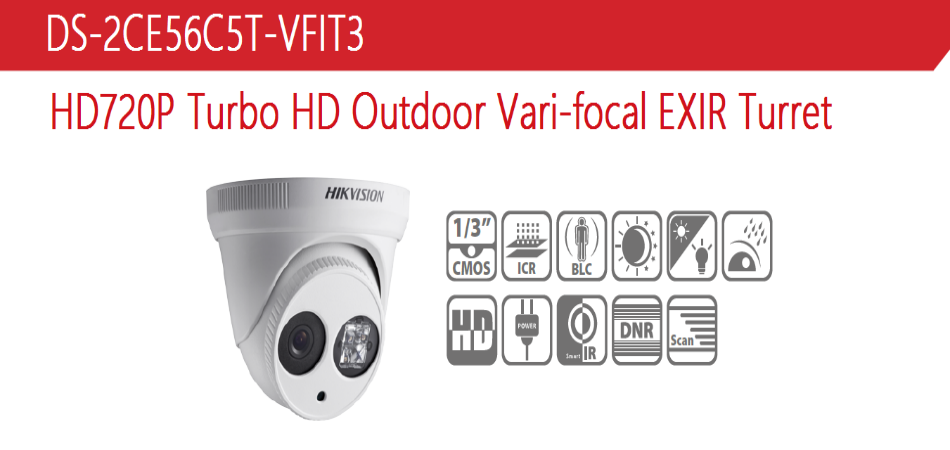 DS-2CE56C5T-VFIT3
HD720P Turbo HD Outdoor Vari-focal EXIR Turret
HIKVISION
1/3”
CMOS
ICR
BLC
HD
POWER
Smart IR
DNR
Scan